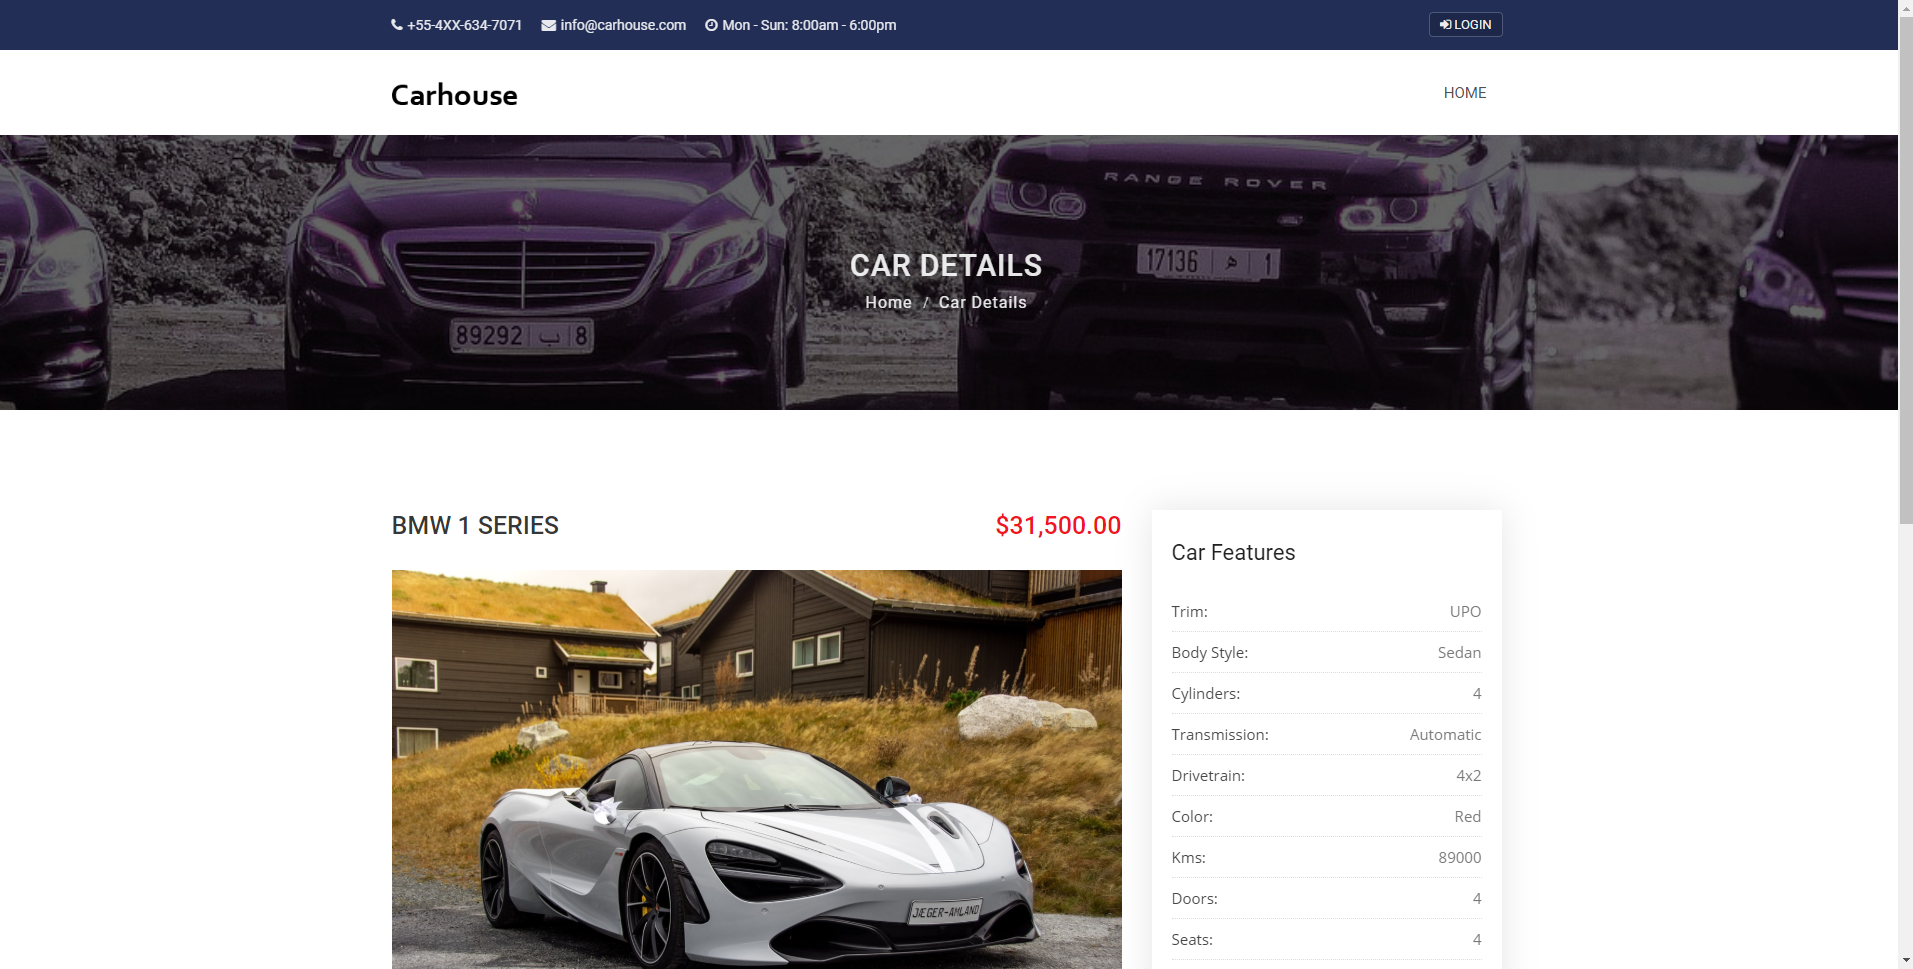 +55-4XX-634-7071 info@carhouse.com Mon - Sun: 8:00am - 6:00pm LOGIN
Carhouse HOME
RANGE ROVER
17136 ه 1
CAR DETAILS
Home / Car Details
89292 ب 8
BMW 1 SERIES $31,500.00
JÆGER-AMLAND
Car Features
Trim: UPO
Body Style: Sedan
Cylinders: 4
Transmission: Automatic
Drivetrain: 4x2
Color: Red
Kms: 89000
Doors: 4
Seats: 4